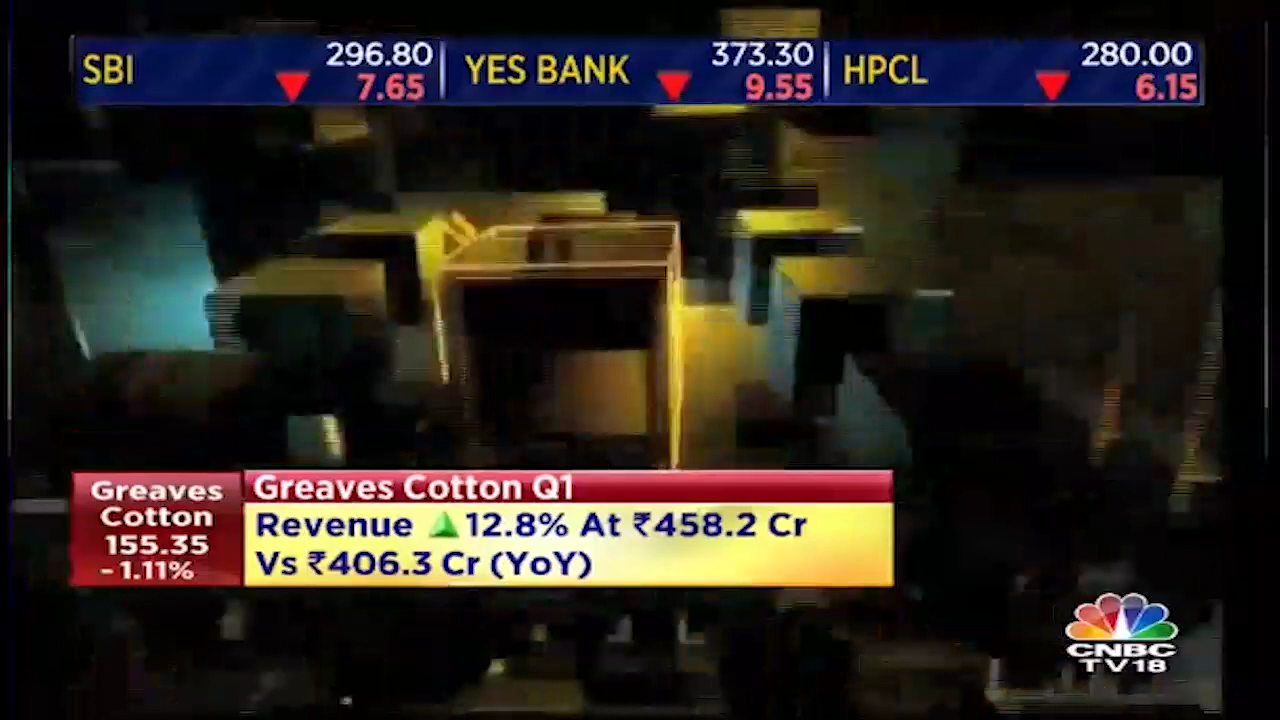 SBI 296.80 ▼ 7.65
YES BANK 373.30 ▼ 9.55
HPCL 280.00 ▼ 6.15
Greaves
Cotton
155.35
-1.11%
Greaves Cotton Q1
Revenue ▲12.8% At ₹458.2 Cr
Vs ₹406.3 Cr (YoY)
CNBC
TV18